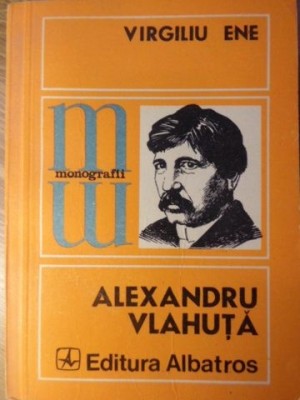 VIRGILIU ENE
m
monografii
m
ALEXANDRU
VLAHUȚĂ
Editura Albatros